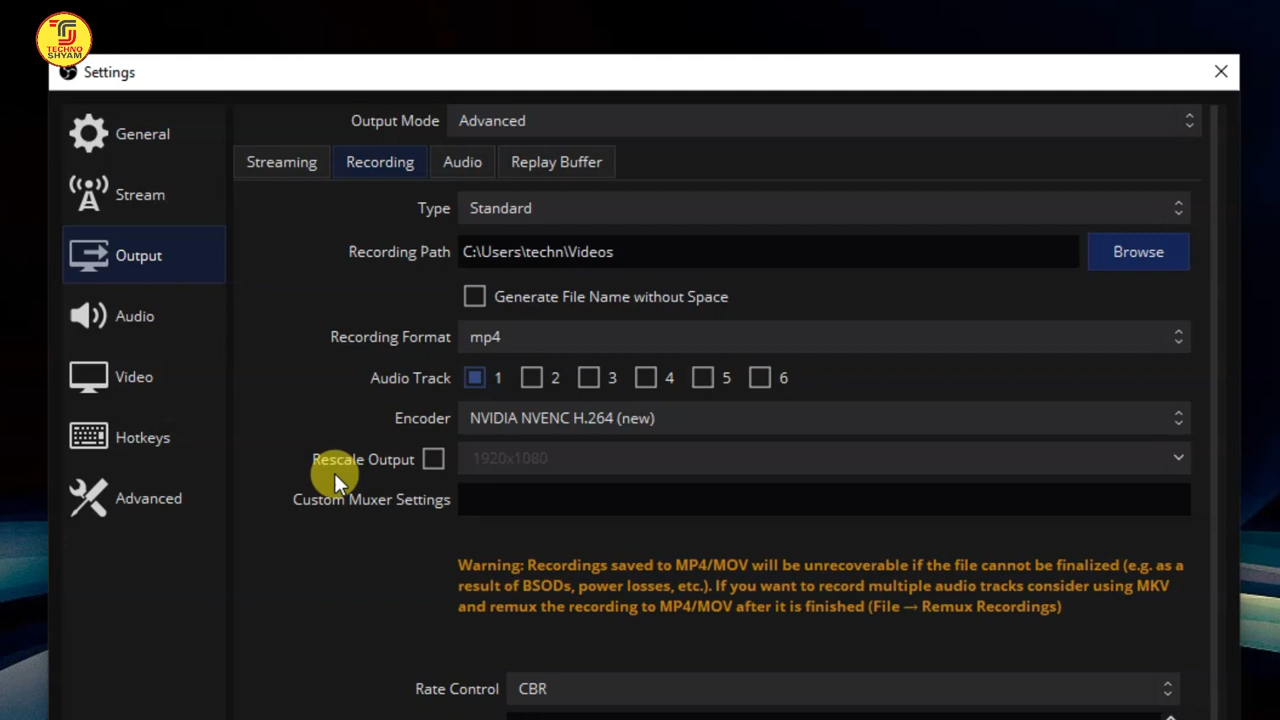 TECHNO
SHYAM
Settings
General
Stream
Output
Audio
Video
Hotkeys
Advanced
Output Mode Advanced
Streaming Recording Audio Replay Buffer
Type Standard
Recording Path C:\Users\techn\Videos Browse
Generate File Name without Space
Recording Format mp4
Audio Track 1 2 3 4 5 6
Encoder NVIDIA NVENC H.264 (new)
Rescale Output 1920x1080
Custom Muxer Settings
Warning: Recordings saved to MP4/MOV will be unrecoverable if the file cannot be finalized (e.g. as a
result of BSODs, power losses, etc.). If you want to record multiple audio tracks consider using MKV
and remux the recording to MP4/MOV after it is finished (File → Remux Recordings)
Rate Control CBR